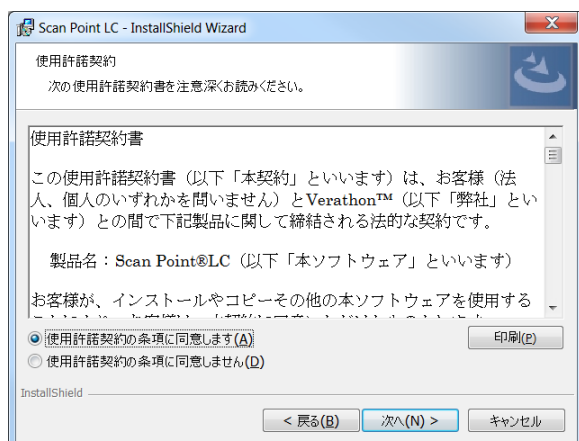 Scan Point LC - InstallShield Wizard
使用許諾契約
次の使用許諾契約書を注意深くお読みください。
使用許諾契約書
この使用許諾契約書（以下「本契約」といいます）は、お客様（法
人、個人のいずれかを問いません）とVerathon™（以下「弊社」とい
います）との間で下記製品に関して締結される法的な契約です。
製品名：Scan Point®LC（以下「本ソフトウェア」といいます）
お客様が、インストールやコピーその他の本ソフトウェアを使用する
使用許諾契約の条項に同意します(A)
印刷(P)
使用許諾契約の条項に同意しません(D)
InstallShield
< 戻る(B)
次へ(N) >
キャンセル